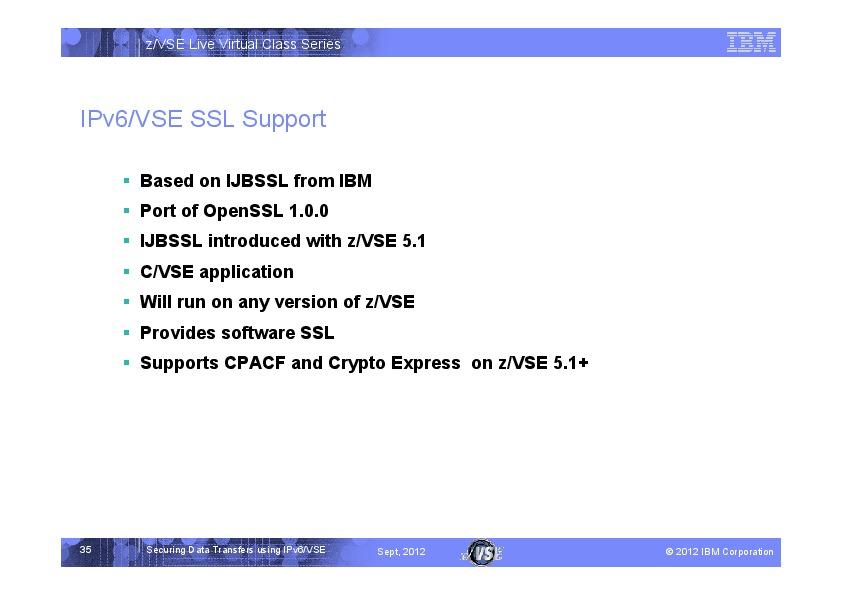 z/VSE Live Virtual Class Series
IBM
IPv6/VSE SSL Support
Based on IJBSSL from IBM
Port of OpenSSL 1.0.0
IJBSSL introduced with z/VSE 5.1
C/VSE application
Will run on any version of z/VSE
Provides software SSL
Supports CPACF and Crypto Express on z/VSE 5.1+
35
Securing Data Transfers using IPv6/VSE
Sept, 2012
z/VSE
© 2012 IBM Corporation